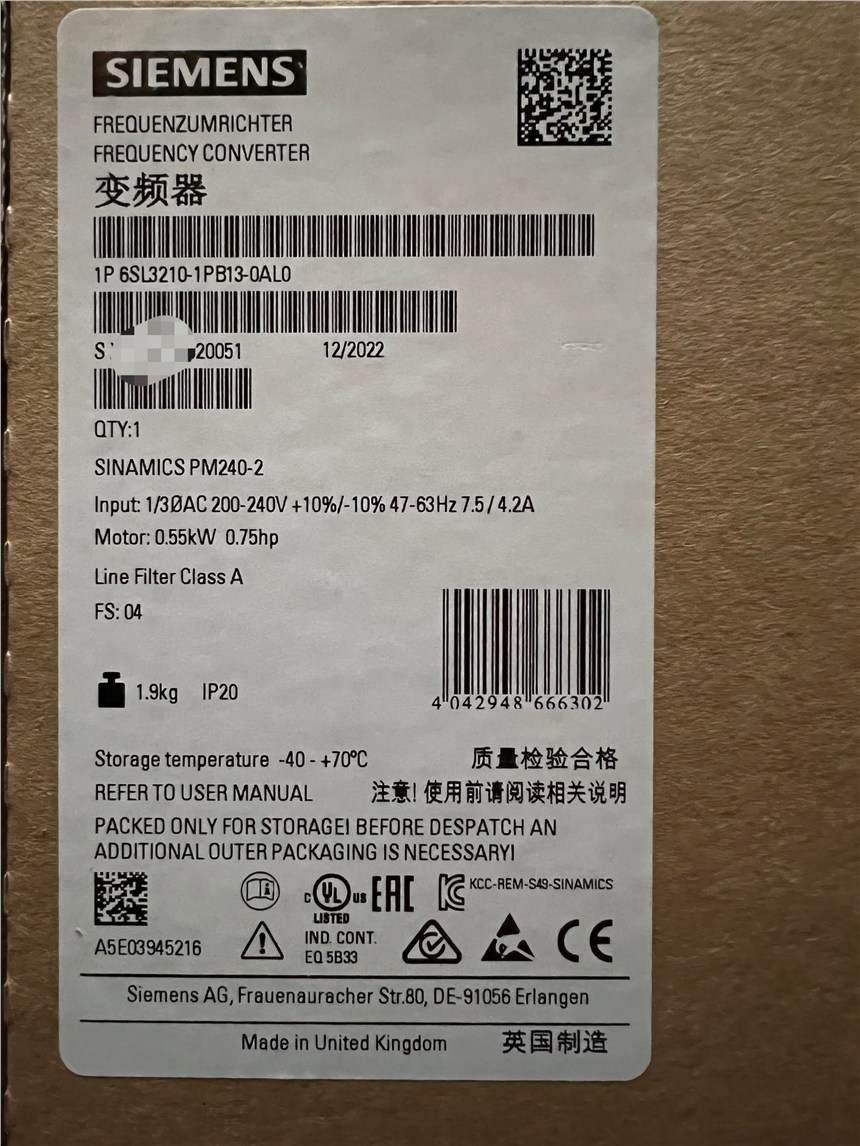 SIEMENS
FREQUENZUMRICHTER
FREQUENCY CONVERTER
变频器
1P 6SL3210-1PB13-0AL0
S 20051 12/2022
QTY:1
SINAMICS PM240-2
Input: 1/3ØAC 200-240V +10%/-10% 47-63Hz 7.5 / 4.2A
Motor: 0.55kW 0.75hp
Line Filter Class A
FS: 04
1.9kg IP20
4 042948 666302
Storage temperature -40 - +70°C 质量检验合格
REFER TO USER MANUAL 注意! 使用前请阅读相关说明
PACKED ONLY FOR STORAGE! BEFORE DESPATCH AN
ADDITIONAL OUTER PACKAGING IS NECESSARY!
C UL US LISTED EAC KCC-REM-S49-SINAMICS
IND. CONT.
EQ 5B33
CE
A5E03945216
Siemens AG, Frauenauracher Str.80, DE-91056 Erlangen
Made in United Kingdom 英国制造